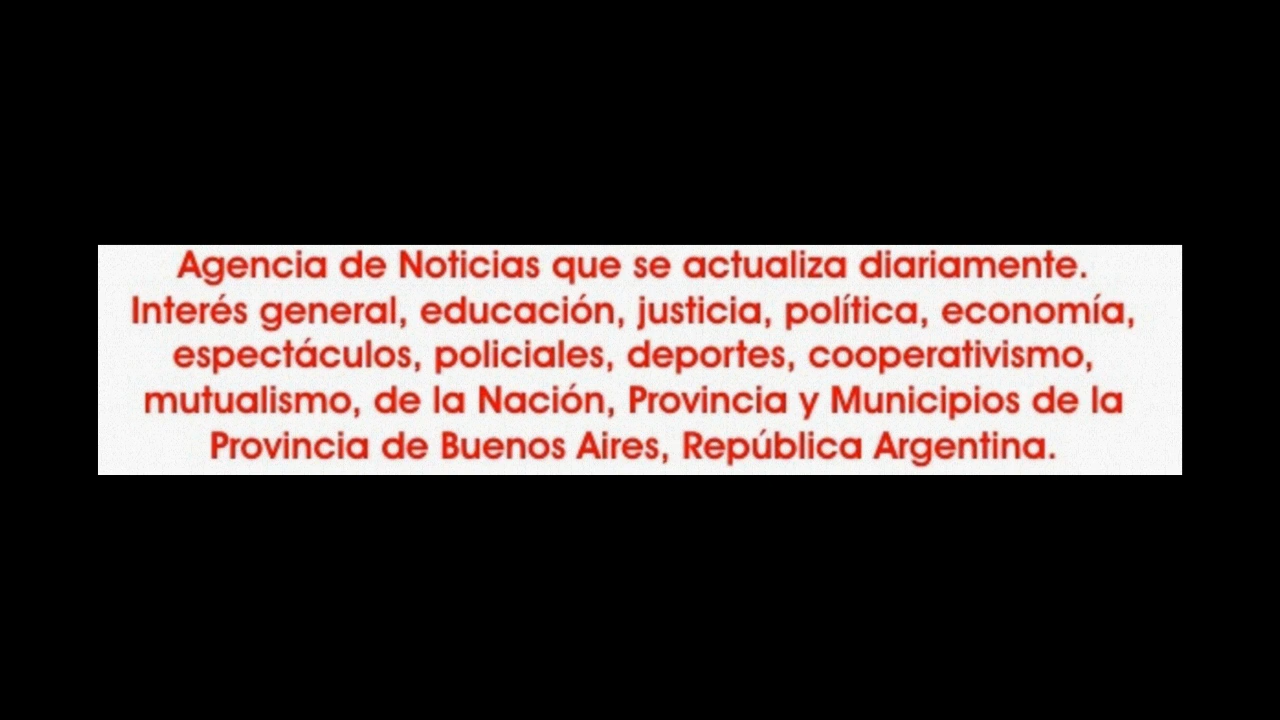 Agencia de Noticias que se actualiza diariamente.
Interés general, educación, justicia, política, economía,
espectáculos, policiales, deportes, cooperativismo,
mutualismo, de la Nación, Provincia y Municipios de la
Provincia de Buenos Aires, República Argentina.